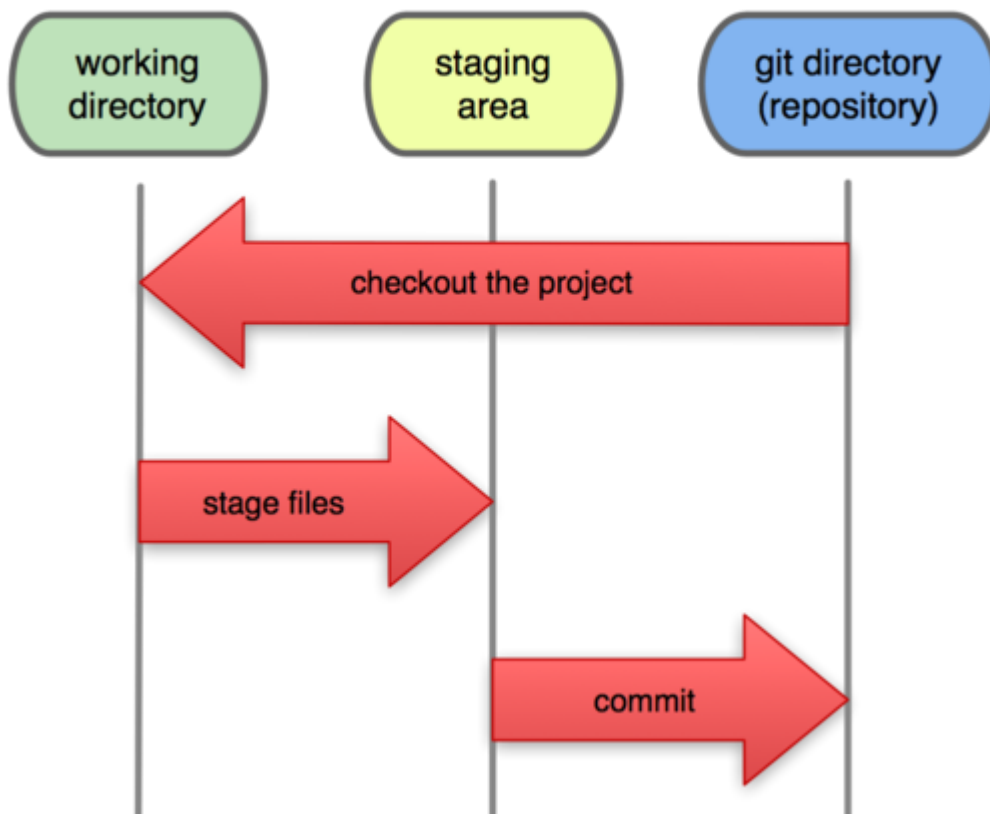 working
directory
staging
area
git directory
(repository)
checkout the project
stage files
commit